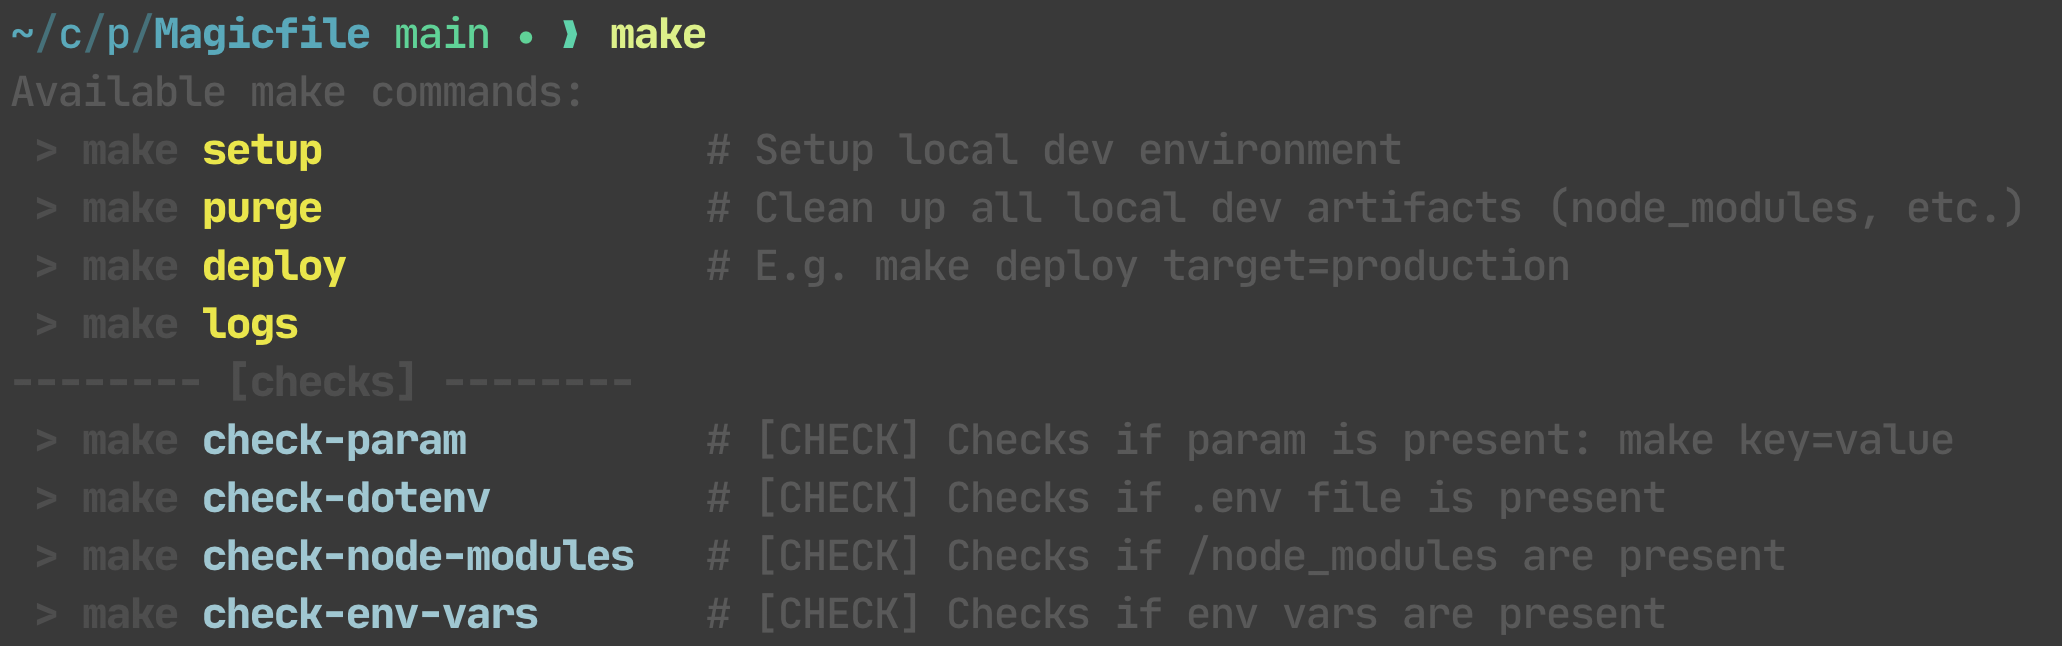 ~/c/p/Magicfile main • ❱ make
Available make commands:
 > make setup                # Setup local dev environment
 > make purge                # Clean up all local dev artifacts (node_modules, etc.)
 > make deploy               # E.g. make deploy target=production
 > make logs
-------- [checks] --------
 > make check-param          # [CHECK] Checks if param is present: make key=value
 > make check-dotenv         # [CHECK] Checks if .env file is present
 > make check-node-modules   # [CHECK] Checks if /node_modules are present
 > make check-env-vars       # [CHECK] Checks if env vars are present